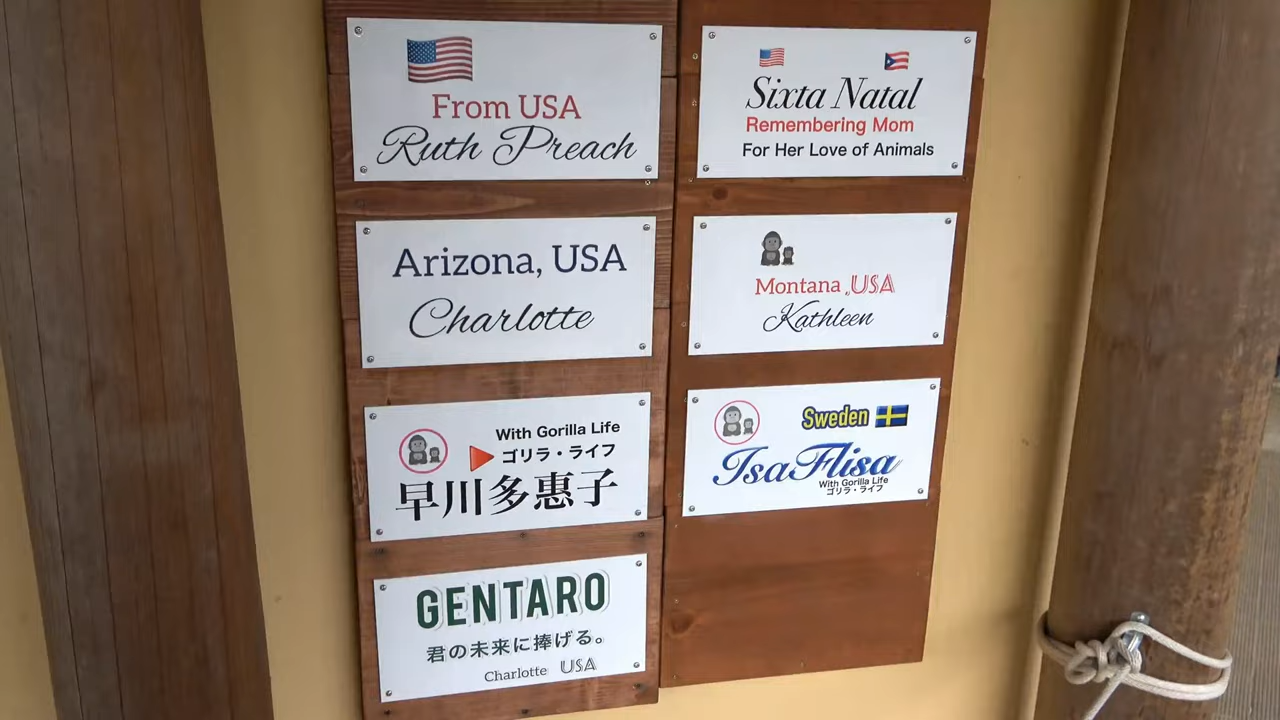 From USA
Ruth Preach
Arizona, USA
Charlotte
With Gorilla Life
ゴリラ・ライフ
早川多惠子
GENTARO
君の未来に捧げる。
Charlotte USA
Sixta Natal
Remembering Mom
For Her Love of Animals
Montana ,USA
Kathleen
Sweden
IsaFlisa
With Gorilla Life
ゴリラ・ライフ